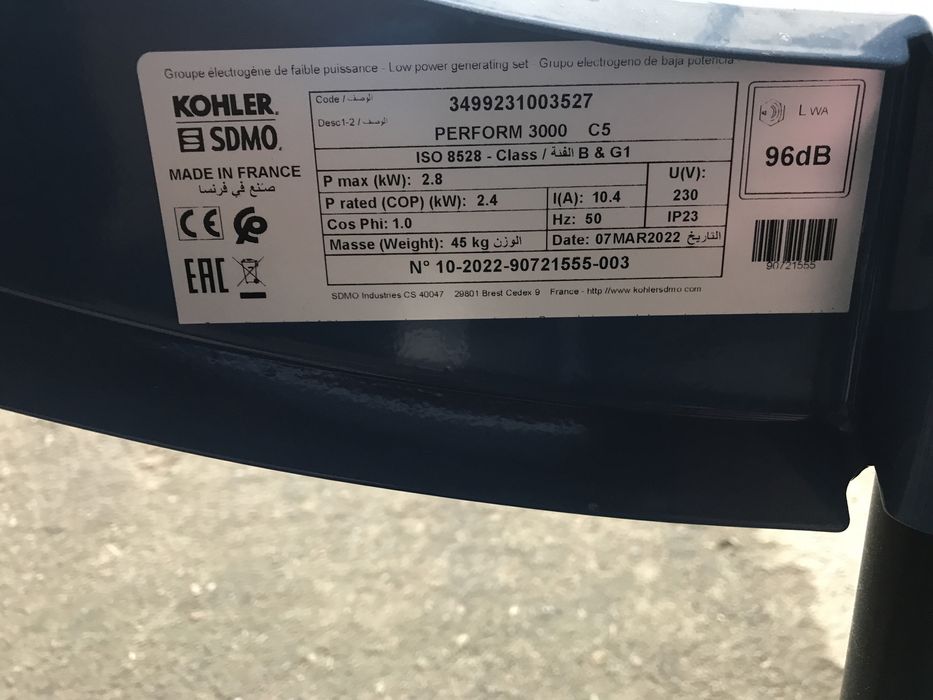 Groupe électrogène de faible puissance - Low power generating set - Grupo electrogeno de baja potencia
KOHLER.
SDMO.
MADE IN FRANCE
صنع في فرنسا
CE
EAC
Code / الوصف
3499231003527
Desc1-2 / الوصف
PERFORM 3000 C5
ISO 8528 - Class / الفئة B & G1
P max (kW): 2.8
U(V):
230
P rated (COP) (kW): 2.4
I(A): 10.4
Cos Phi: 1.0
Hz: 50
IP23
Masse (Weight): 45 kg الوزن
Date: 07MAR2022 التاريخ
N° 10-2022-90721555-003
SDMO Industries CS 40047 29801 Brest Cedex 9 France - http://www.kohlersdmo.com
LWA
96dB
90721555